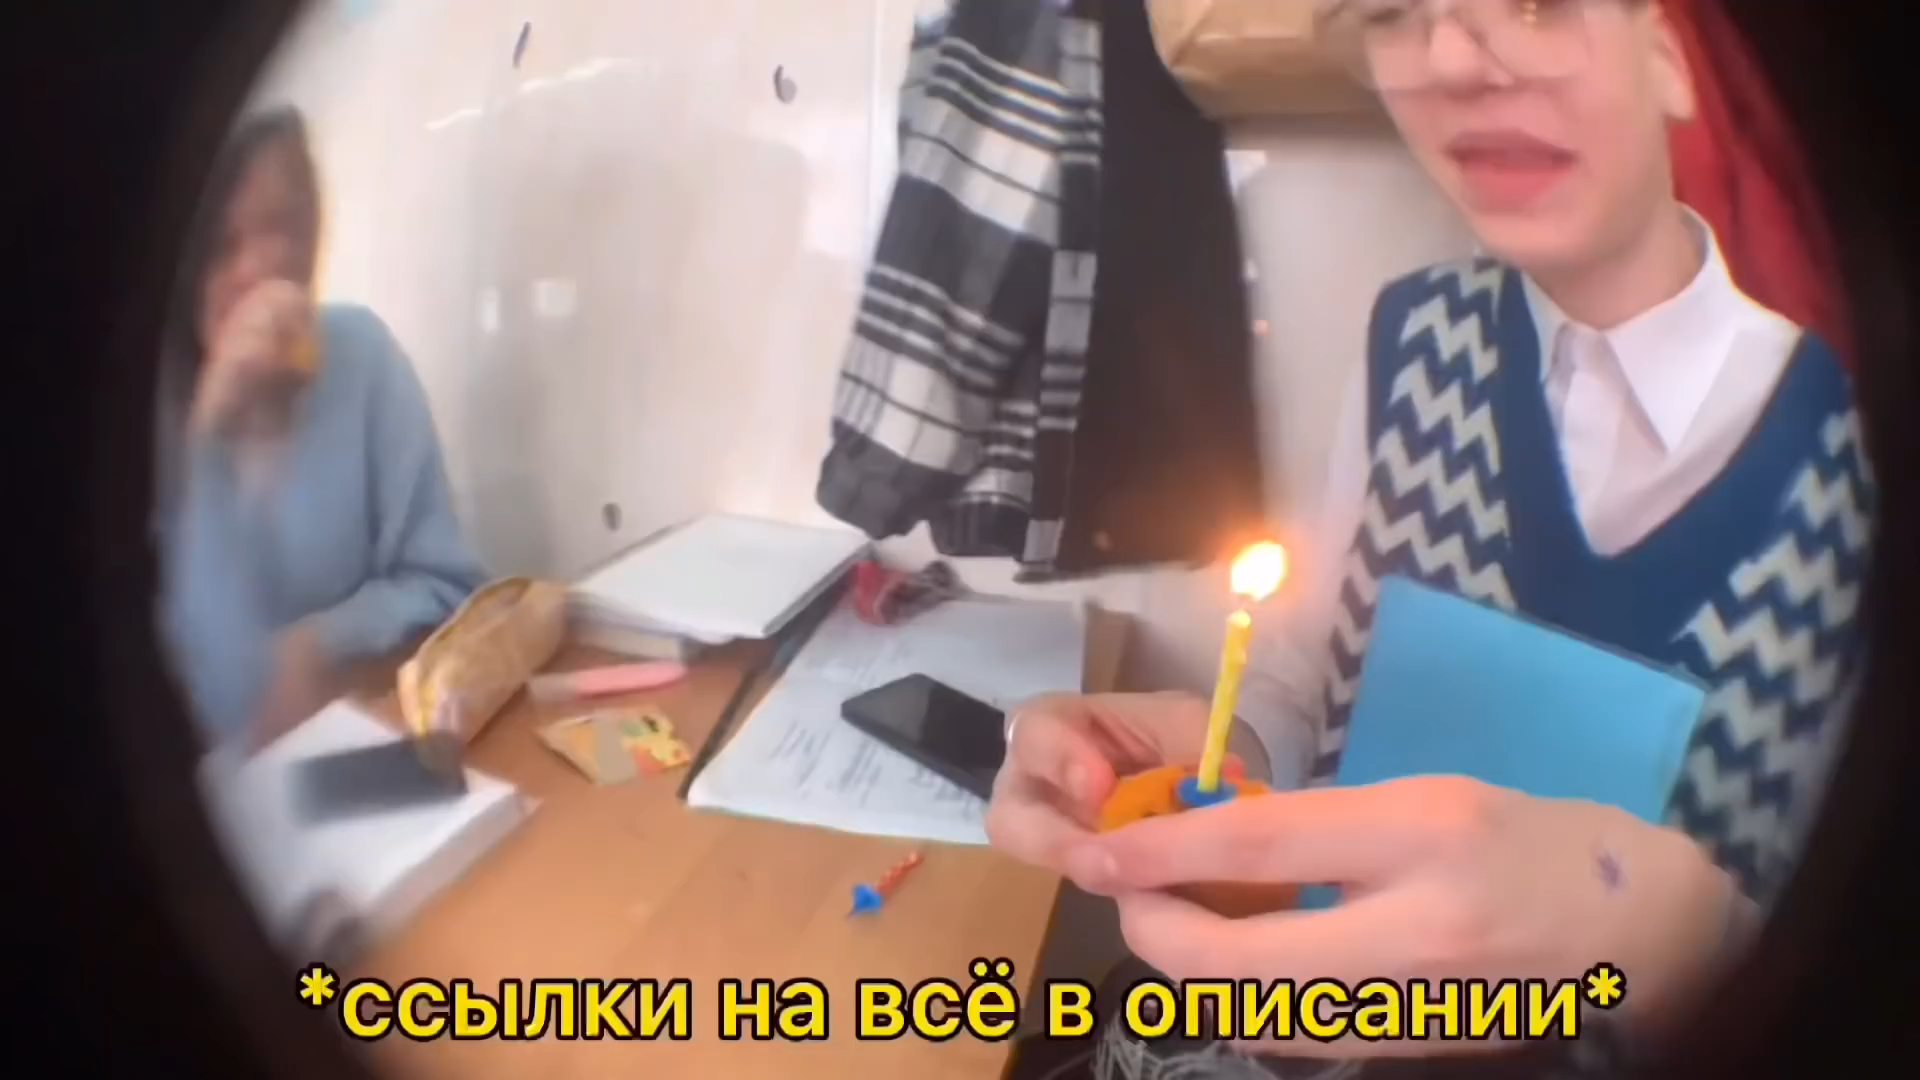 *ссылки на всё в описании*